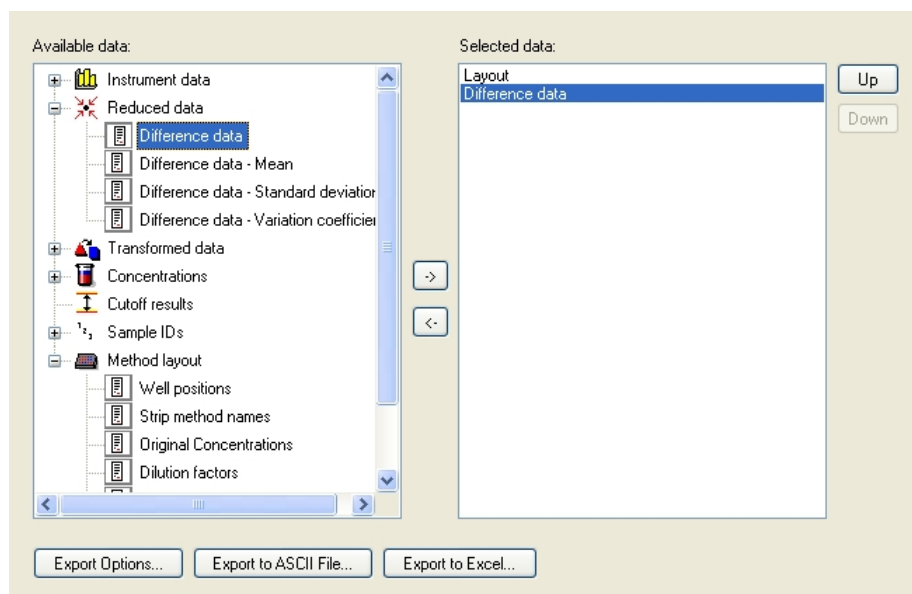 Available data:
Instrument data
Reduced data
Difference data
Difference data - Mean
Difference data - Standard deviation
Difference data - Variation coefficie
Transformed data
Concentrations
Cutoff results
Sample IDs
Method layout
Well positions
Strip method names
Original Concentrations
Dilution factors
->
<-
Selected data:
Layout
Difference data
Up
Down
Export Options...
Export to ASCII File...
Export to Excel...